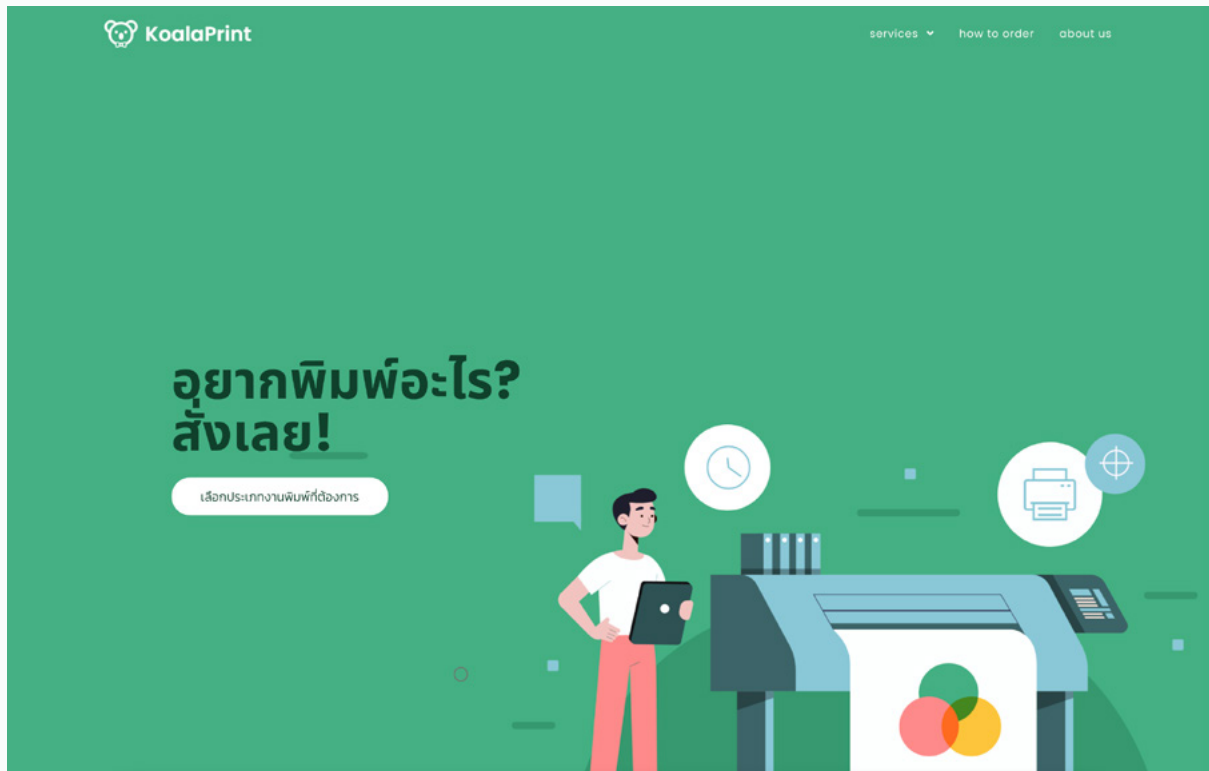 KoalaPrint
services
how to order
about us
อยากพิมพ์อะไร?
สั่งเลย!
เลือกประเภทงานพิมพ์ที่ต้องการ